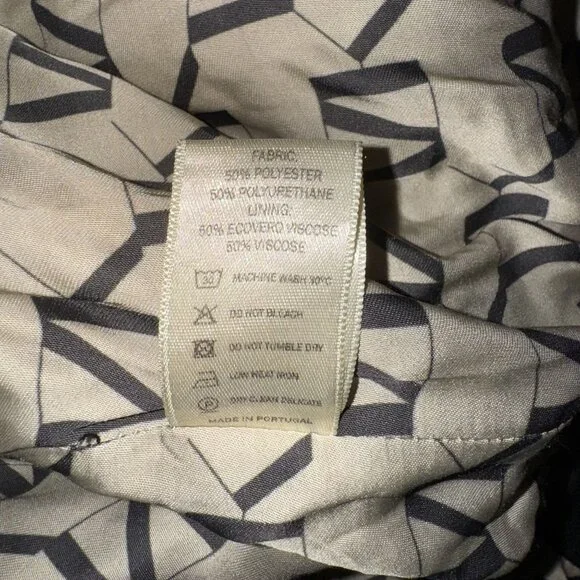 FABRIC:
50% POLYESTER
50% POLYURETHANE
LINING:
50% ECOVERO VISCOSE
50% VISCOSE
30 MACHINE WASH 30ºC
DO NOT BLEACH
DO NOT TUMBLE DRY
LOW HEAT IRON
P DRY CLEAN DELICATE
MADE IN PORTUGAL